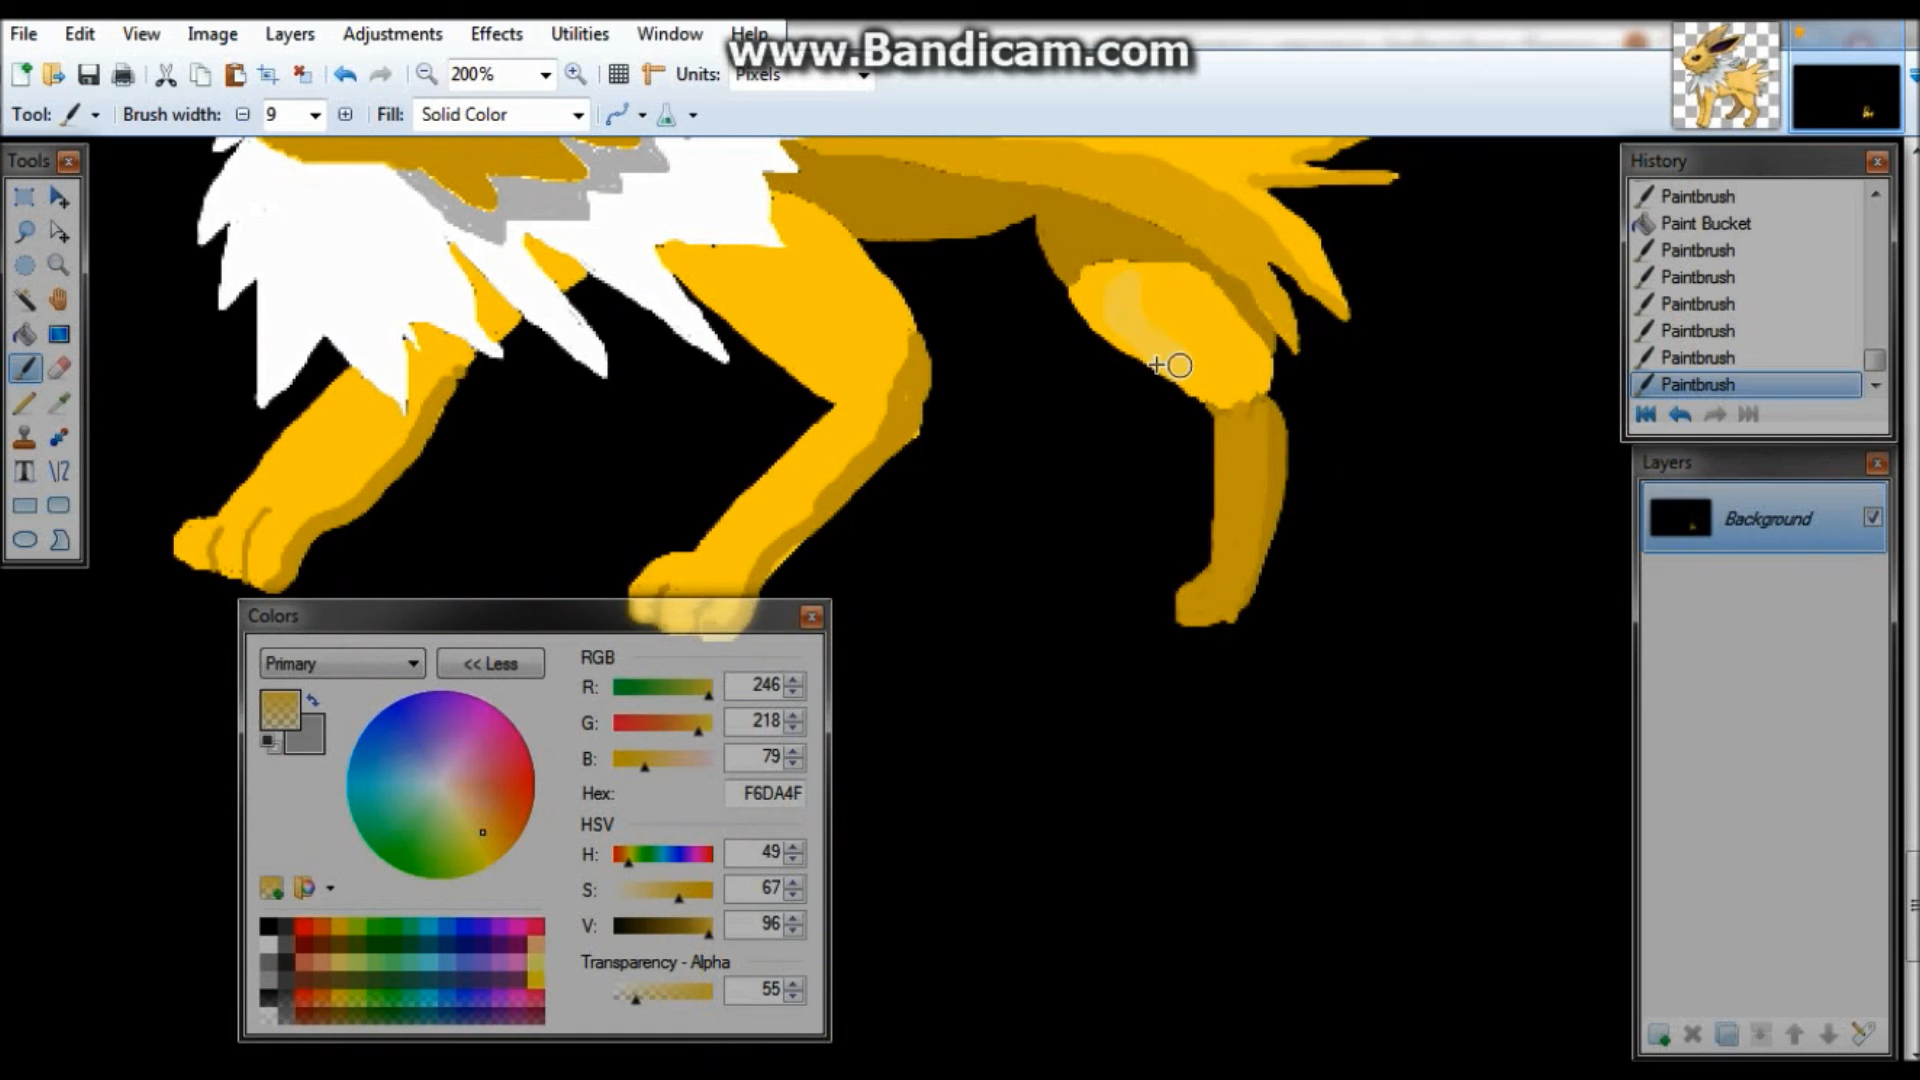 File Edit View Image Layers Adjustments Effects Utilities Window Help
www.Bandicam.com
200% Units: Pixels
Tool: Brush width: 9 Fill: Solid Color
Tools
History
Paintbrush
Paint Bucket
Paintbrush
Paintbrush
Paintbrush
Paintbrush
Paintbrush
Paintbrush
Layers
Background
Colors
Primary << Less
RGB
R: 246
G: 218
B: 79
Hex: F6DA4F
HSV
H: 49
S: 67
V: 96
Transparency - Alpha
55